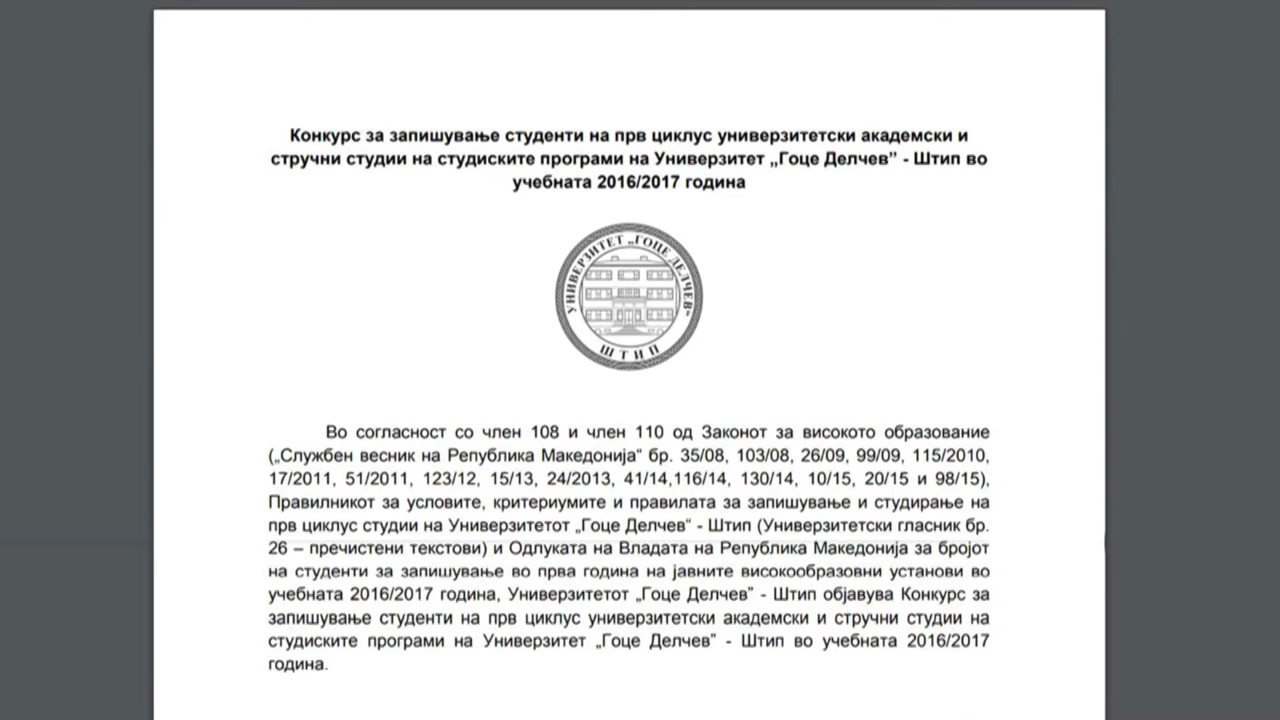 Конкурс за запишување студенти на прв циклус универзитетски академски и
стручни студии на студиските програми на Универзитет „Гоце Делчев” - Штип во
учебната 2016/2017 година
УНИВЕРЗИТЕТ „ГОЦЕ ДЕЛЧЕВ“
ШТИП
Во согласност со член 108 и член 110 од Законот за високото образование
(„Службен весник на Република Македонија“ бр. 35/08, 103/08, 26/09, 99/09, 115/2010,
17/2011, 51/2011, 123/12, 15/13, 24/2013, 41/14,116/14, 130/14, 10/15, 20/15 и 98/15),
Правилникот за условите, критериумите и правилата за запишување и студирање на
прв циклус студии на Универзитетот „Гоце Делчев“ - Штип (Универзитетски гласник бр.
26 – пречистени текстови) и Одлуката на Владата на Република Македонија за бројот
на студенти за запишување во прва година на јавните високообразовни установи во
учебната 2016/2017 година, Универзитетот „Гоце Делчев” - Штип објавува Конкурс за
запишување студенти на прв циклус универзитетски академски и стручни студии на
студиските програми на Универзитет „Гоце Делчев” - Штип во учебната 2016/2017
година.